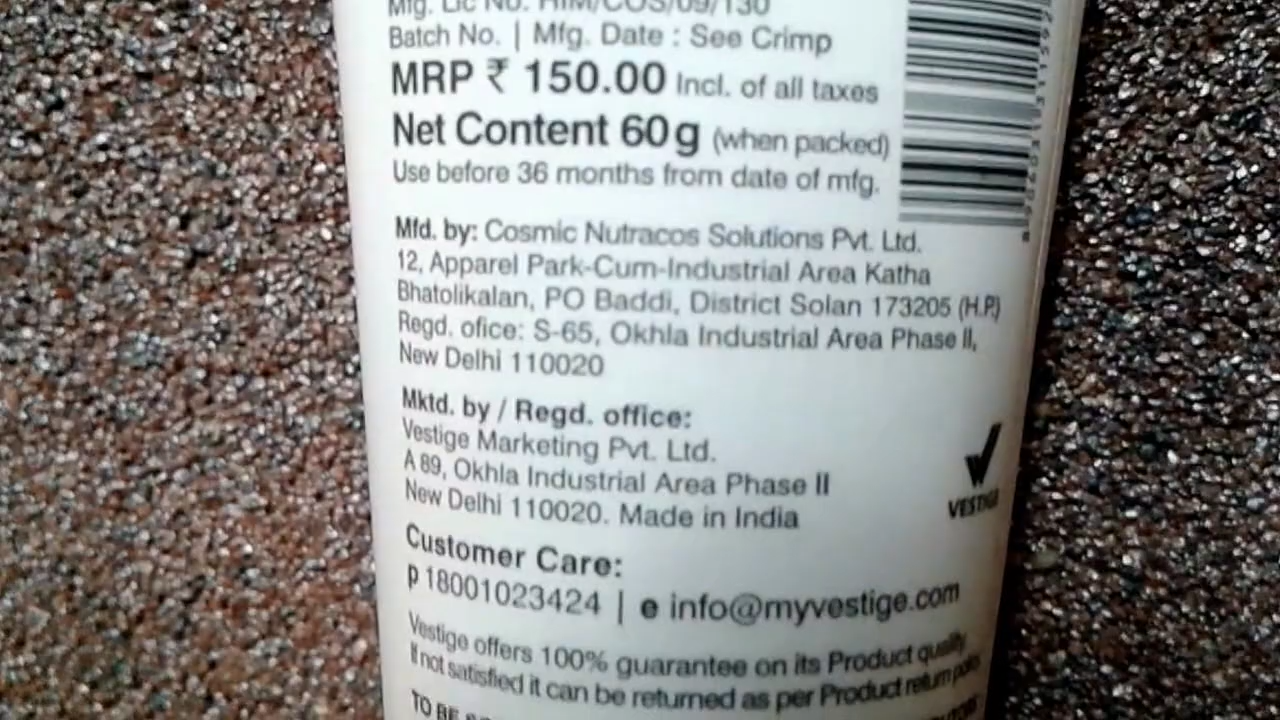 Mfg. Lic No. HIM/COS/09/130
Batch No. | Mfg. Date : See Crimp
MRP ₹ 150.00 Incl. of all taxes
Net Content 60g (when packed)
Use before 36 months from date of mfg.
Mfd. by: Cosmic Nutracos Solutions Pvt. Ltd.
12, Apparel Park-Cum-Industrial Area Katha
Bhatolikalan, PO Baddi, District Solan 173205 (H.P.)
Regd. ofice: S-65, Okhla Industrial Area Phase II,
New Delhi 110020
Mktd. by / Regd. office:
Vestige Marketing Pvt. Ltd.
A 89, Okhla Industrial Area Phase II
New Delhi 110020. Made in India
VESTIGE
Customer Care:
p 18001023424 | e info@myvestige.com
Vestige offers 100% guarantee on its Product quality.
If not satisfied it can be returned as per Product return
TO BE